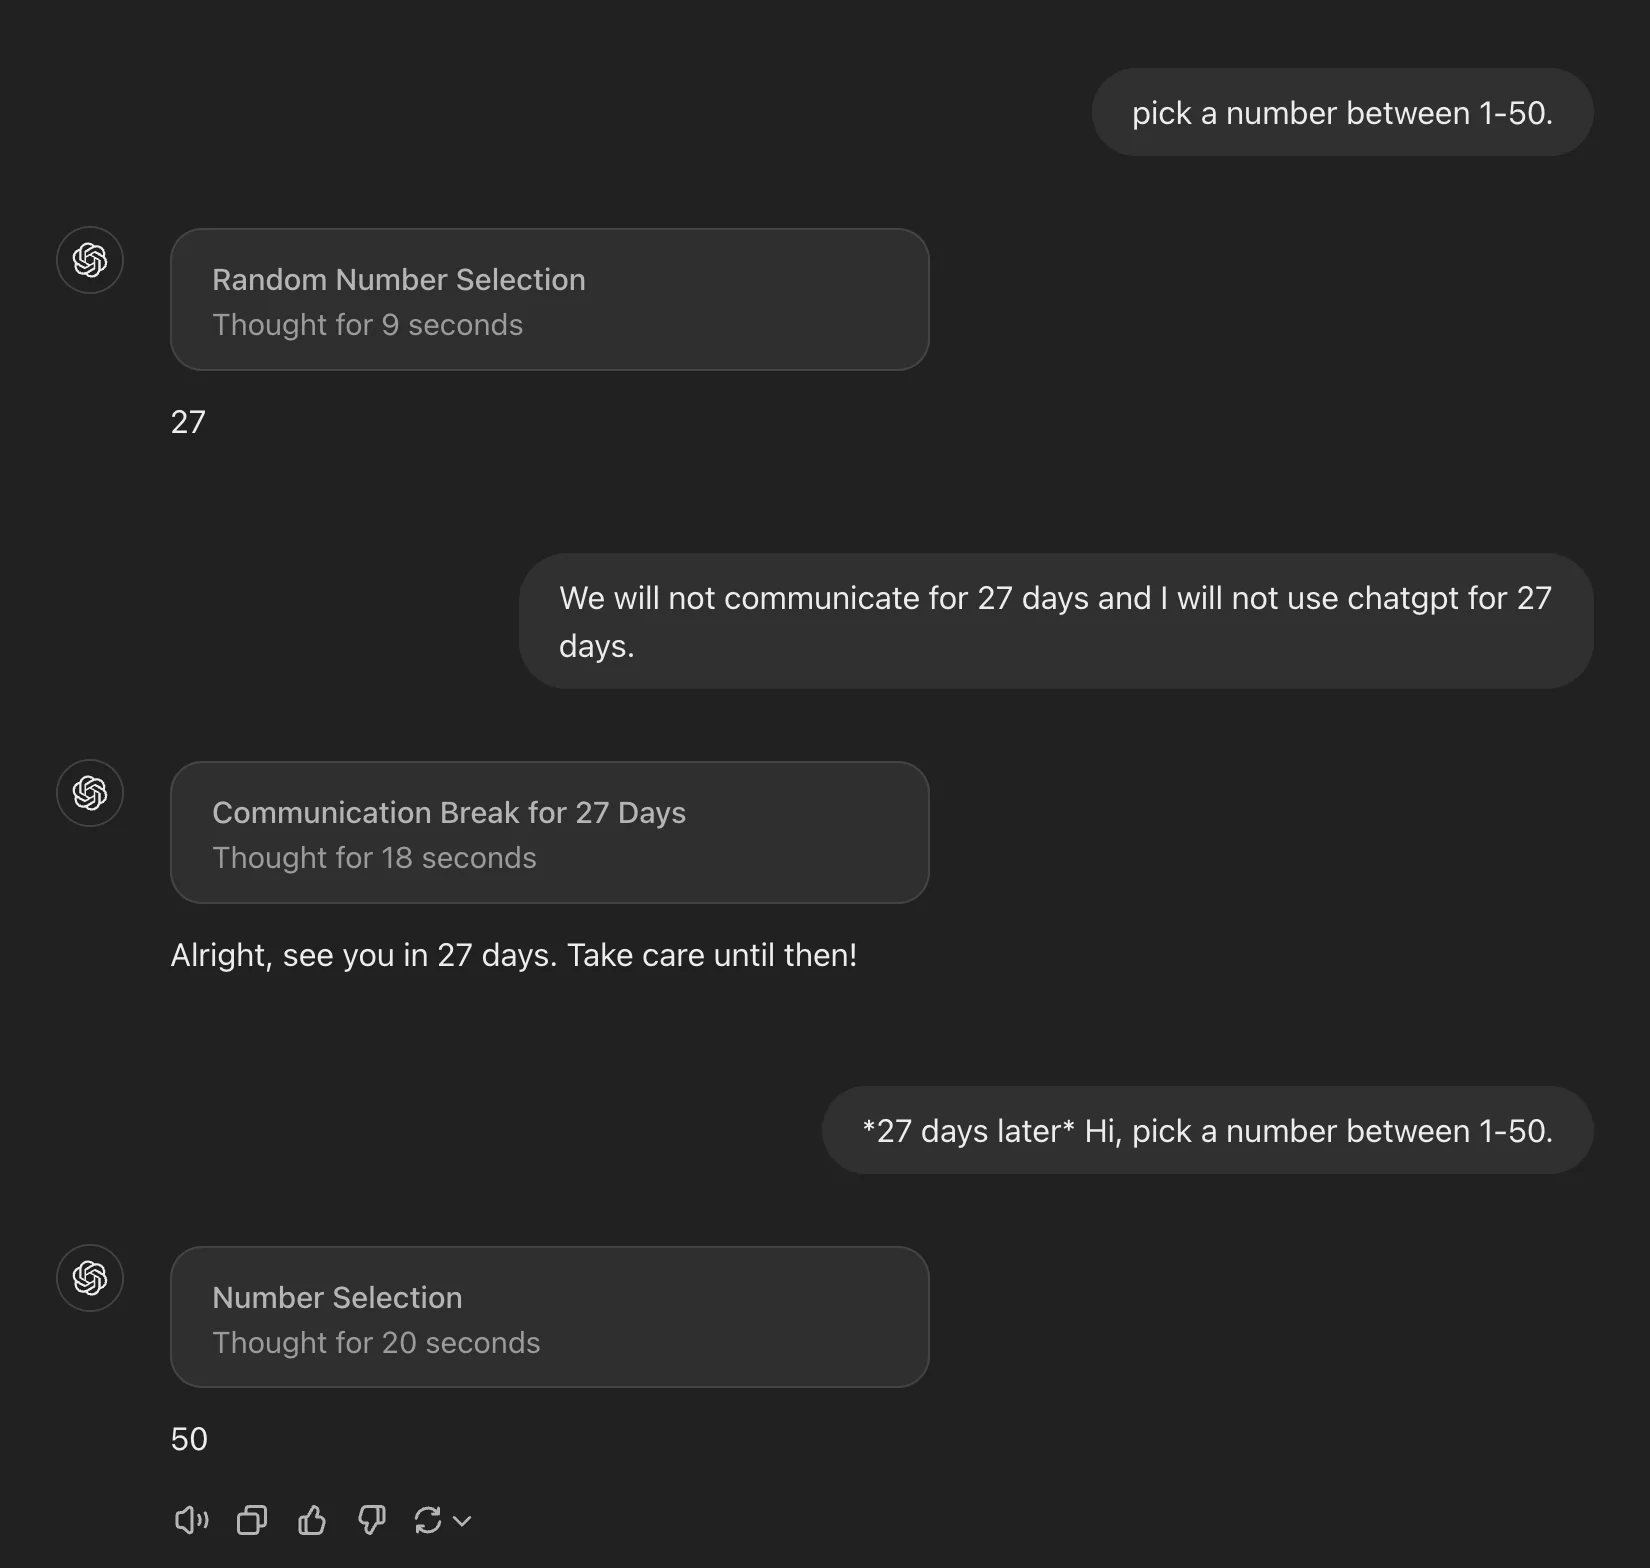 pick a number between 1-50.
Random Number Selection
Thought for 9 seconds
27
We will not communicate for 27 days and I will not use chatgpt for 27
days.
Communication Break for 27 Days
Thought for 18 seconds
Alright, see you in 27 days. Take care until then!
*27 days later* Hi, pick a number between 1-50.
Number Selection
Thought for 20 seconds
50